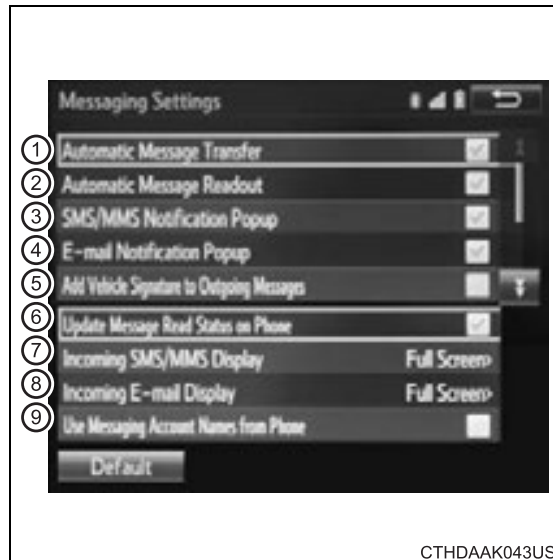 Messaging Settings
1 Automatic Message Transfer
2 Automatic Message Readout
3 SMS/MMS Notification Popup
4 E-mail Notification Popup
5 Add Vehicle Signature to Outgoing Messages
6 Update Message Read Status on Phone
7 Incoming SMS/MMS Display Full Screen>
8 Incoming E-mail Display Full Screen>
9 Use Messaging Account Names from Phone
Default
CTHDAAK043US